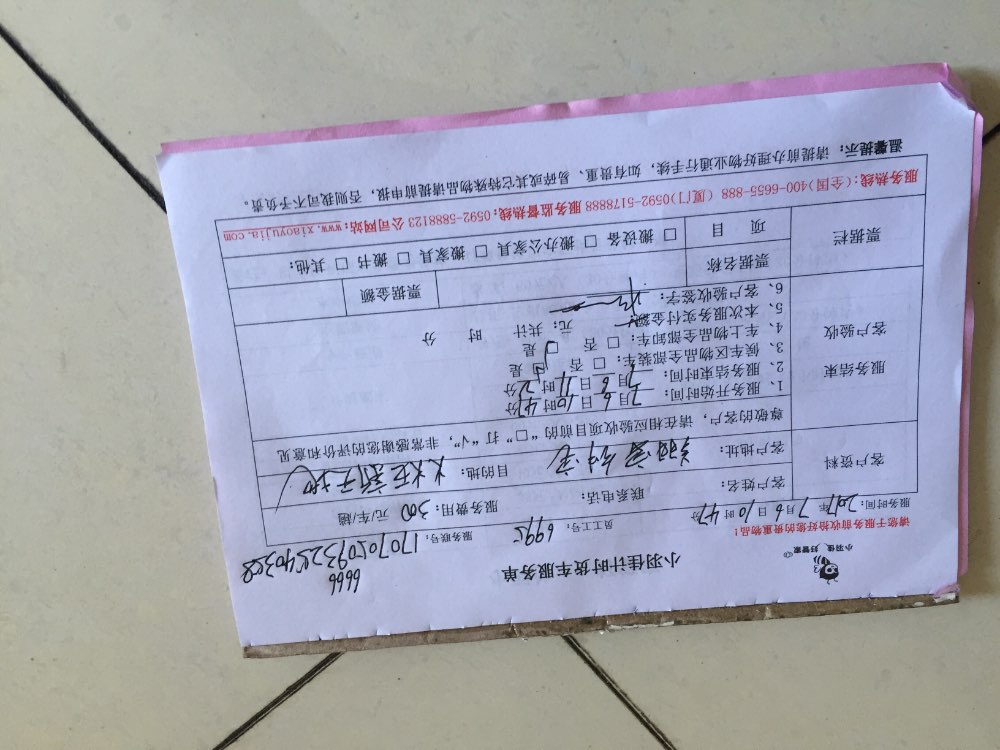 小羽佳 好管家
小羽佳计时货车服务单
6666
请您于服务前收拾好您的贵重物品!
员工工号: 6995
服务联号:
服务时间: 2017年 7月 6日 10时 47分
客户资料
客户姓名:
联系电话:
服务费用: 300 元/车/趟
客户地址:
目的地: 火炬新天地
服务结束
客户验收
尊敬的客户, 请在相应验收项目前的“□”打“√”, 非常感谢您的评价和意见
1、服务开始时间: 7月 6日 10时 47分
2、服务结束时间: 月 6日 11时 分
3、候车区物品全部装车: □ 否 □ 是
4、车上物品全部卸车: □ 否 □ 是
5、本次服务实付金额 元; 共计 时 分
6、客户验收签字:
票据栏
票据名称
票据金额
项 目
□ 搬设备 □ 搬办公家具 □ 搬家具 □ 搬书 □ 其他:
服务热线:(全国)400-6655-888 (厦门)0592-5178888 服务监督热线: 0592-5888123 公司网站: www.xiaoyujia.com
温馨提示: 请提前办理好物业通行手续, 如有贵重、易碎或其它特殊物品请提前申报, 否则我司不予负责。